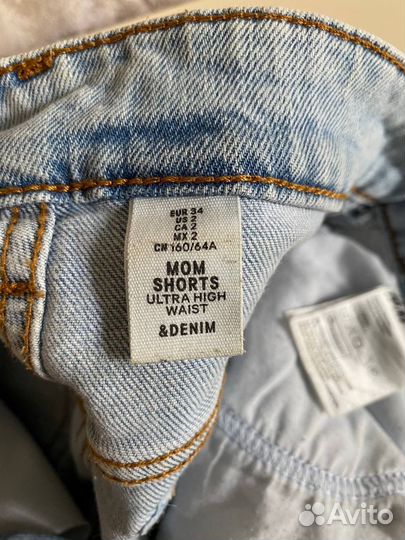 EUR 34
US 2
CA 2
MX 2
CN 160/64A
MOM
SHORTS
ULTRA HIGH
WAIST
&DENIM
Avito